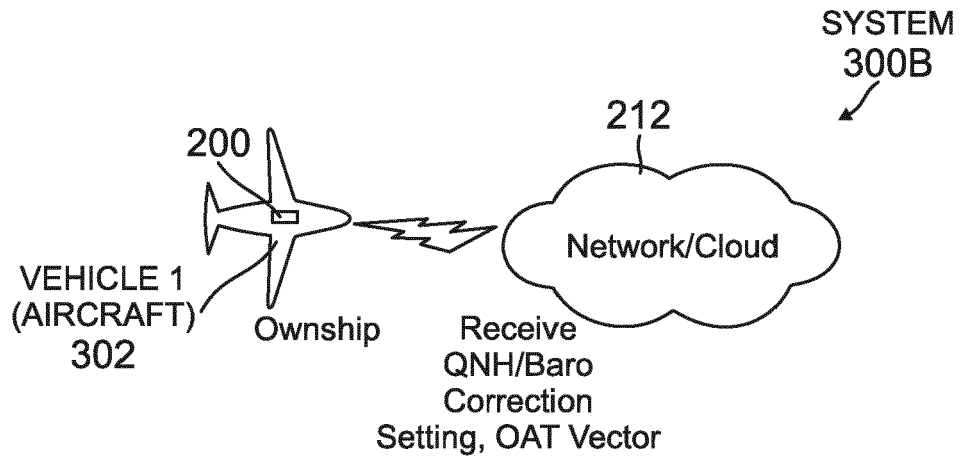 SYSTEM
300B
212
200
Network/Cloud
VEHICLE 1
(AIRCRAFT)
302
Ownship
Receive
QNH/Baro
Correction
Setting, OAT Vector